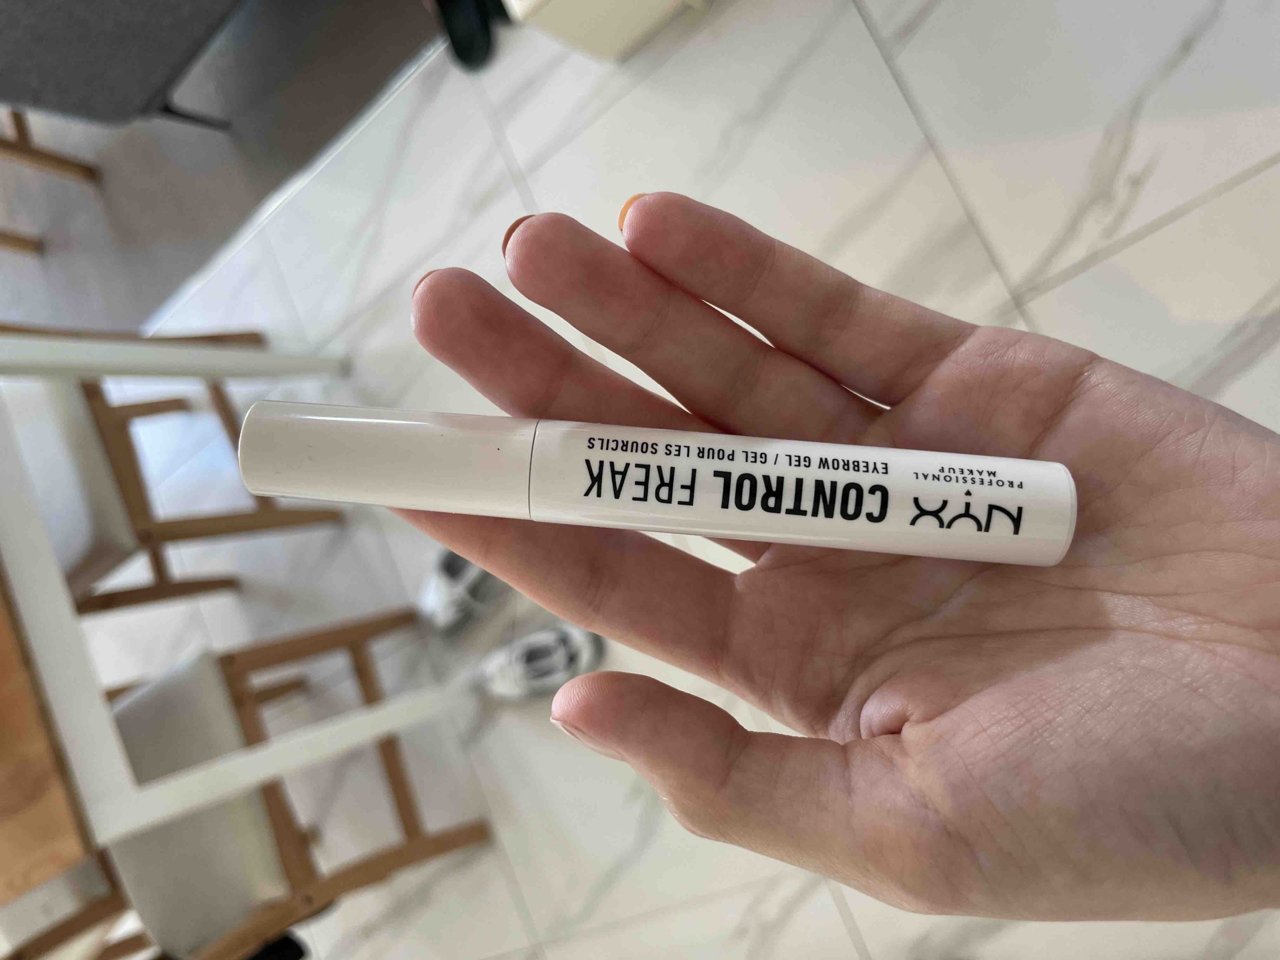 NYX
PROFESSIONAL
MAKEUP
CONTROL FREAK
EYEBROW GEL / GEL POUR LES SOURCILS